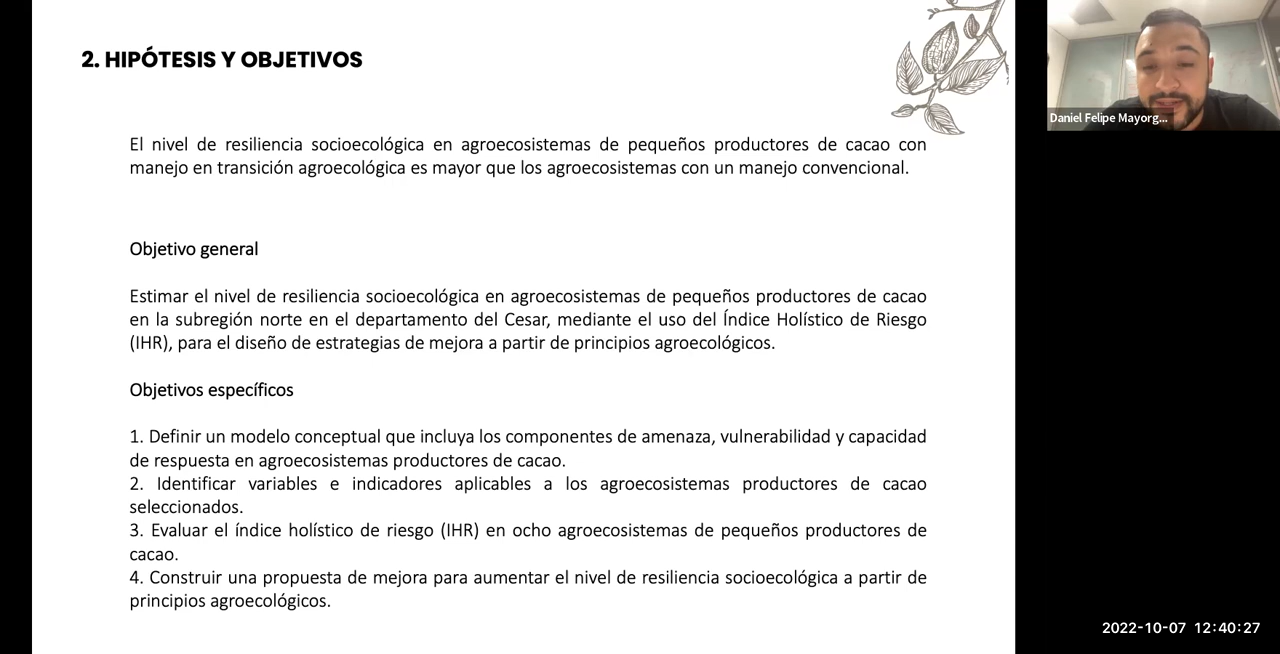 2. HIPÓTESIS Y OBJETIVOS
El nivel de resiliencia socioecológica en agroecosistemas de pequeños productores de cacao con
manejo en transición agroecológica es mayor que los agroecosistemas con un manejo convencional.
Objetivo general
Estimar el nivel de resiliencia socioecológica en agroecosistemas de pequeños productores de cacao
en la subregión norte en el departamento del Cesar, mediante el uso del Índice Holístico de Riesgo
(IHR), para el diseño de estrategias de mejora a partir de principios agroecológicos.
Objetivos específicos
1. Definir un modelo conceptual que incluya los componentes de amenaza, vulnerabilidad y capacidad
de respuesta en agroecosistemas productores de cacao.
2. Identificar variables e indicadores aplicables a los agroecosistemas productores de cacao
seleccionados.
3. Evaluar el índice holístico de riesgo (IHR) en ocho agroecosistemas de pequeños productores de
cacao.
4. Construir una propuesta de mejora para aumentar el nivel de resiliencia socioecológica a partir de
principios agroecológicos.
Daniel Felipe Mayorg...
2022-10-07 12:40:27